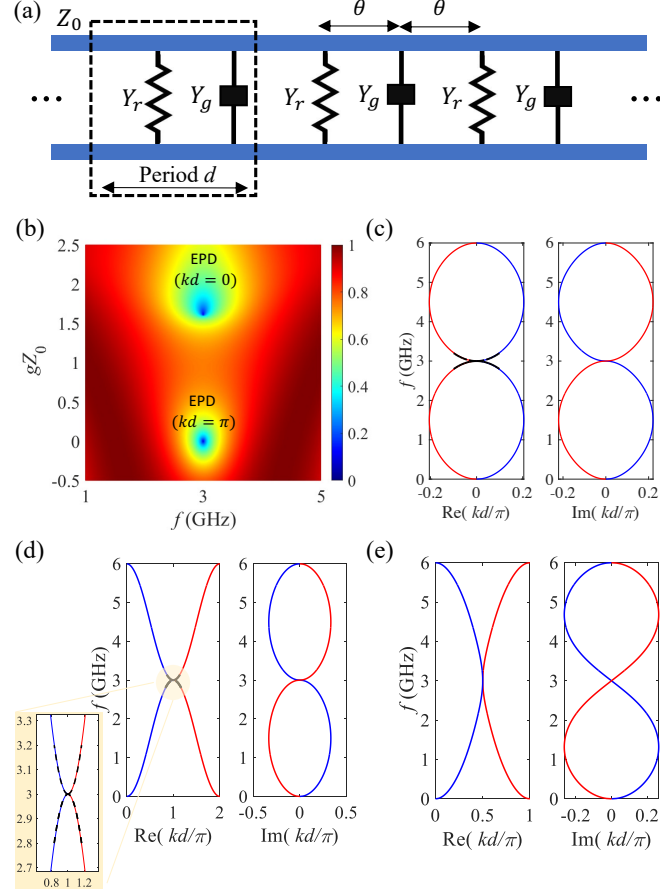 (a)
Z₀
θ
θ
Yᵣ
Y_g
Yᵣ
Y_g
Yᵣ
Y_g
...
...
Period d
(b)
2.5
2
1.5
1
0.5
0
-0.5
gZ₀
EPD
(kd = 0)
EPD
(kd = π)
1
3
5
f (GHz)
1
0.8
0.6
0.4
0.2
0
(c)
6
5
4
3
2
1
0
f (GHz)
-0.2
0
0.2
Re( kd/π)
6
5
4
3
2
1
0
-0.2
0
0.2
Im( kd/π)
(d)
6
5
4
3
2
1
0
f (GHz)
0
1
2
Re( kd/π)
6
5
4
3
2
1
0
-0.5
0
0.5
Im( kd/π)
3.3
3.2
3.1
3
2.9
2.8
2.7
0.8
1
1.2
(e)
6
5
4
3
2
1
0
f (GHz)
0
0.5
1
Re( kd/π)
6
5
4
3
2
1
0
-0.2
0
0.2
Im( kd/π)